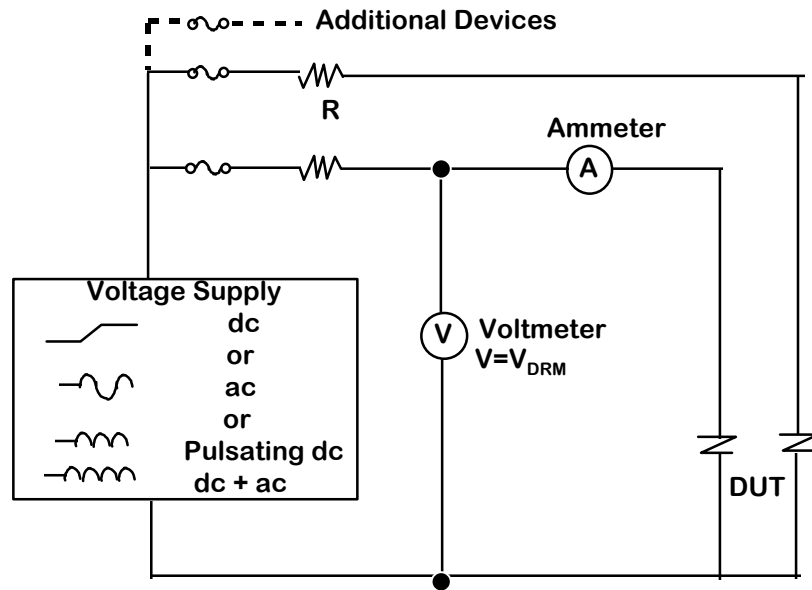 Additional Devices
R
Ammeter
A
Voltage Supply
dc
or
ac
or
Pulsating dc
dc + ac
V
Voltmeter
V=VDRM
DUT